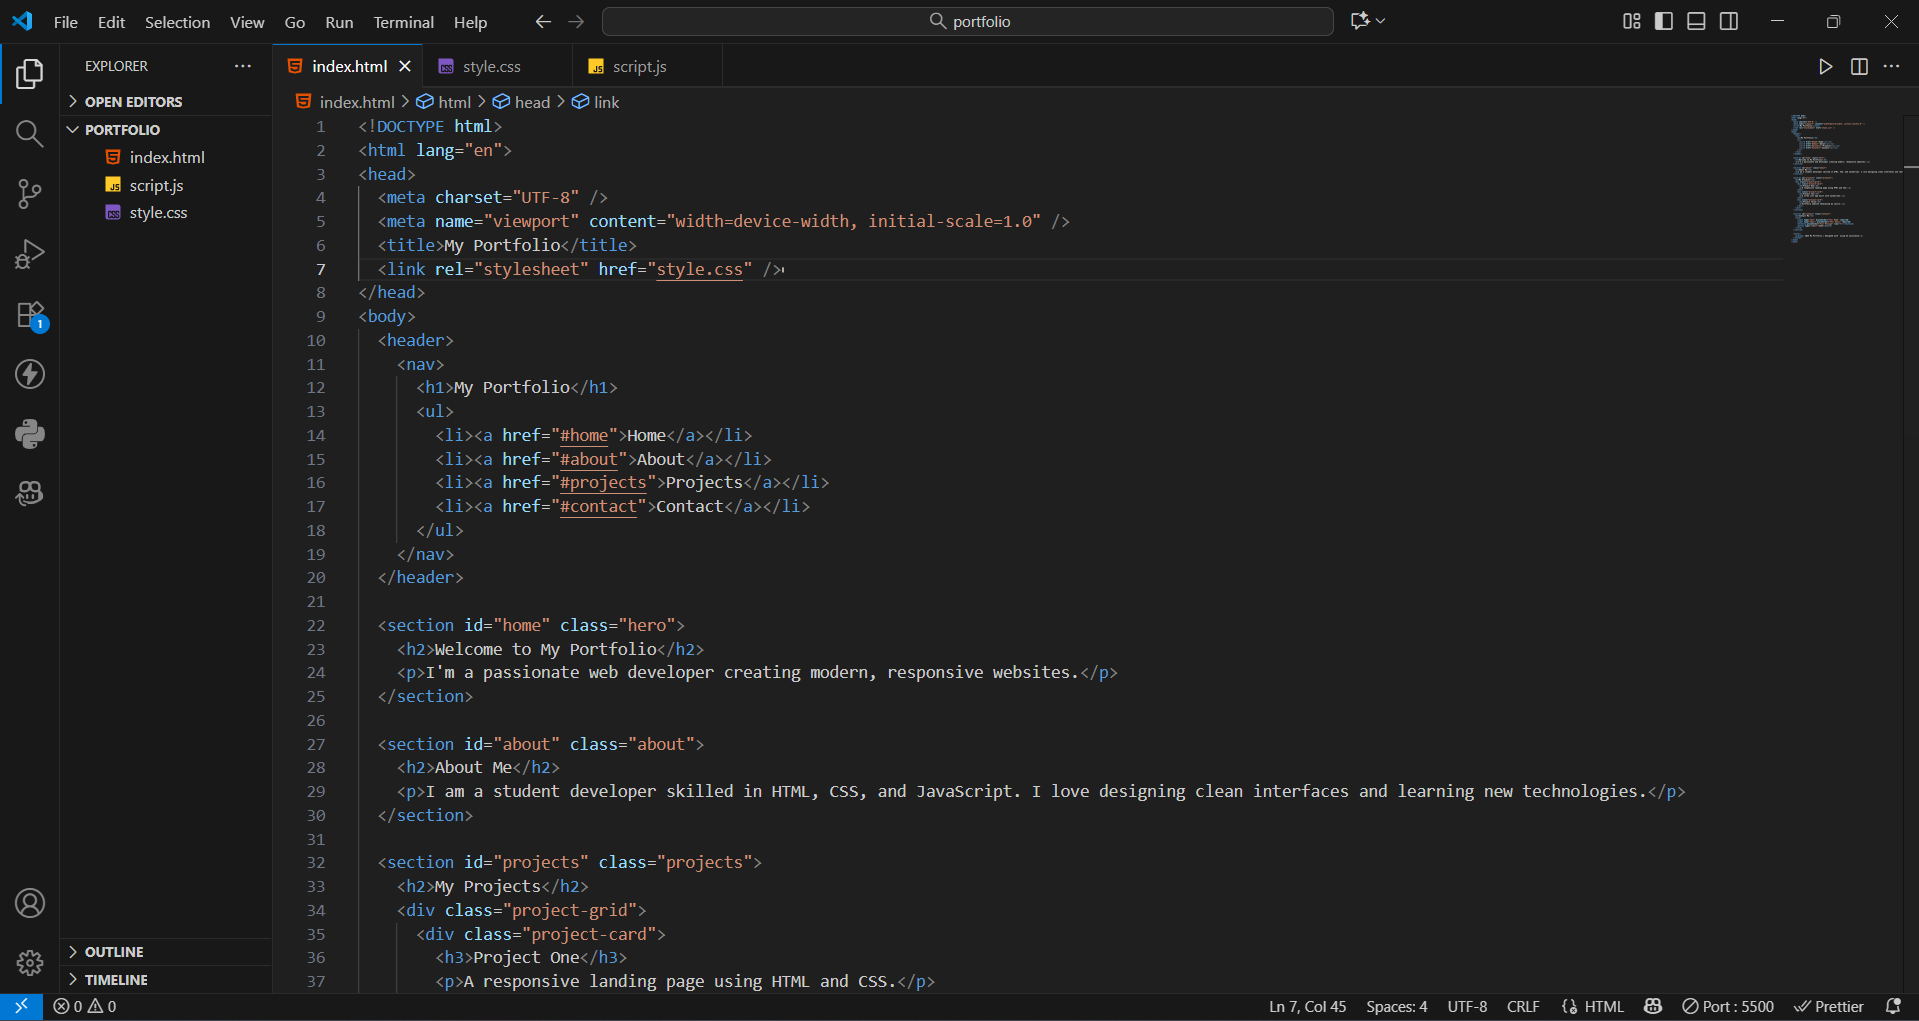 File Edit Selection View Go Run Terminal Help
portfolio
EXPLORER
OPEN EDITORS
PORTFOLIO
index.html
script.js
style.css
OUTLINE
TIMELINE
1
index.html style.css script.js
index.html > html > head > link
1 <!DOCTYPE html>
2 <html lang="en">
3 <head>
4 <meta charset="UTF-8" />
5 <meta name="viewport" content="width=device-width, initial-scale=1.0" />
6 <title>My Portfolio</title>
7 <link rel="stylesheet" href="style.css" />
8 </head>
9 <body>
10 <header>
11 <nav>
12 <h1>My Portfolio</h1>
13 <ul>
14 <li><a href="#home">Home</a></li>
15 <li><a href="#about">About</a></li>
16 <li><a href="#projects">Projects</a></li>
17 <li><a href="#contact">Contact</a></li>
18 </ul>
19 </nav>
20 </header>
21
22 <section id="home" class="hero">
23 <h2>Welcome to My Portfolio</h2>
24 <p>I'm a passionate web developer creating modern, responsive websites.</p>
25 </section>
26
27 <section id="about" class="about">
28 <h2>About Me</h2>
29 <p>I am a student developer skilled in HTML, CSS, and JavaScript. I love designing clean interfaces and learning new technologies.</p>
30 </section>
31
32 <section id="projects" class="projects">
33 <h2>My Projects</h2>
34 <div class="project-grid">
35 <div class="project-card">
36 <h3>Project One</h3>
37 <p>A responsive landing page using HTML and CSS.</p>
0 0 Ln 7, Col 45 Spaces: 4 UTF-8 CRLF HTML Port : 5500 Prettier